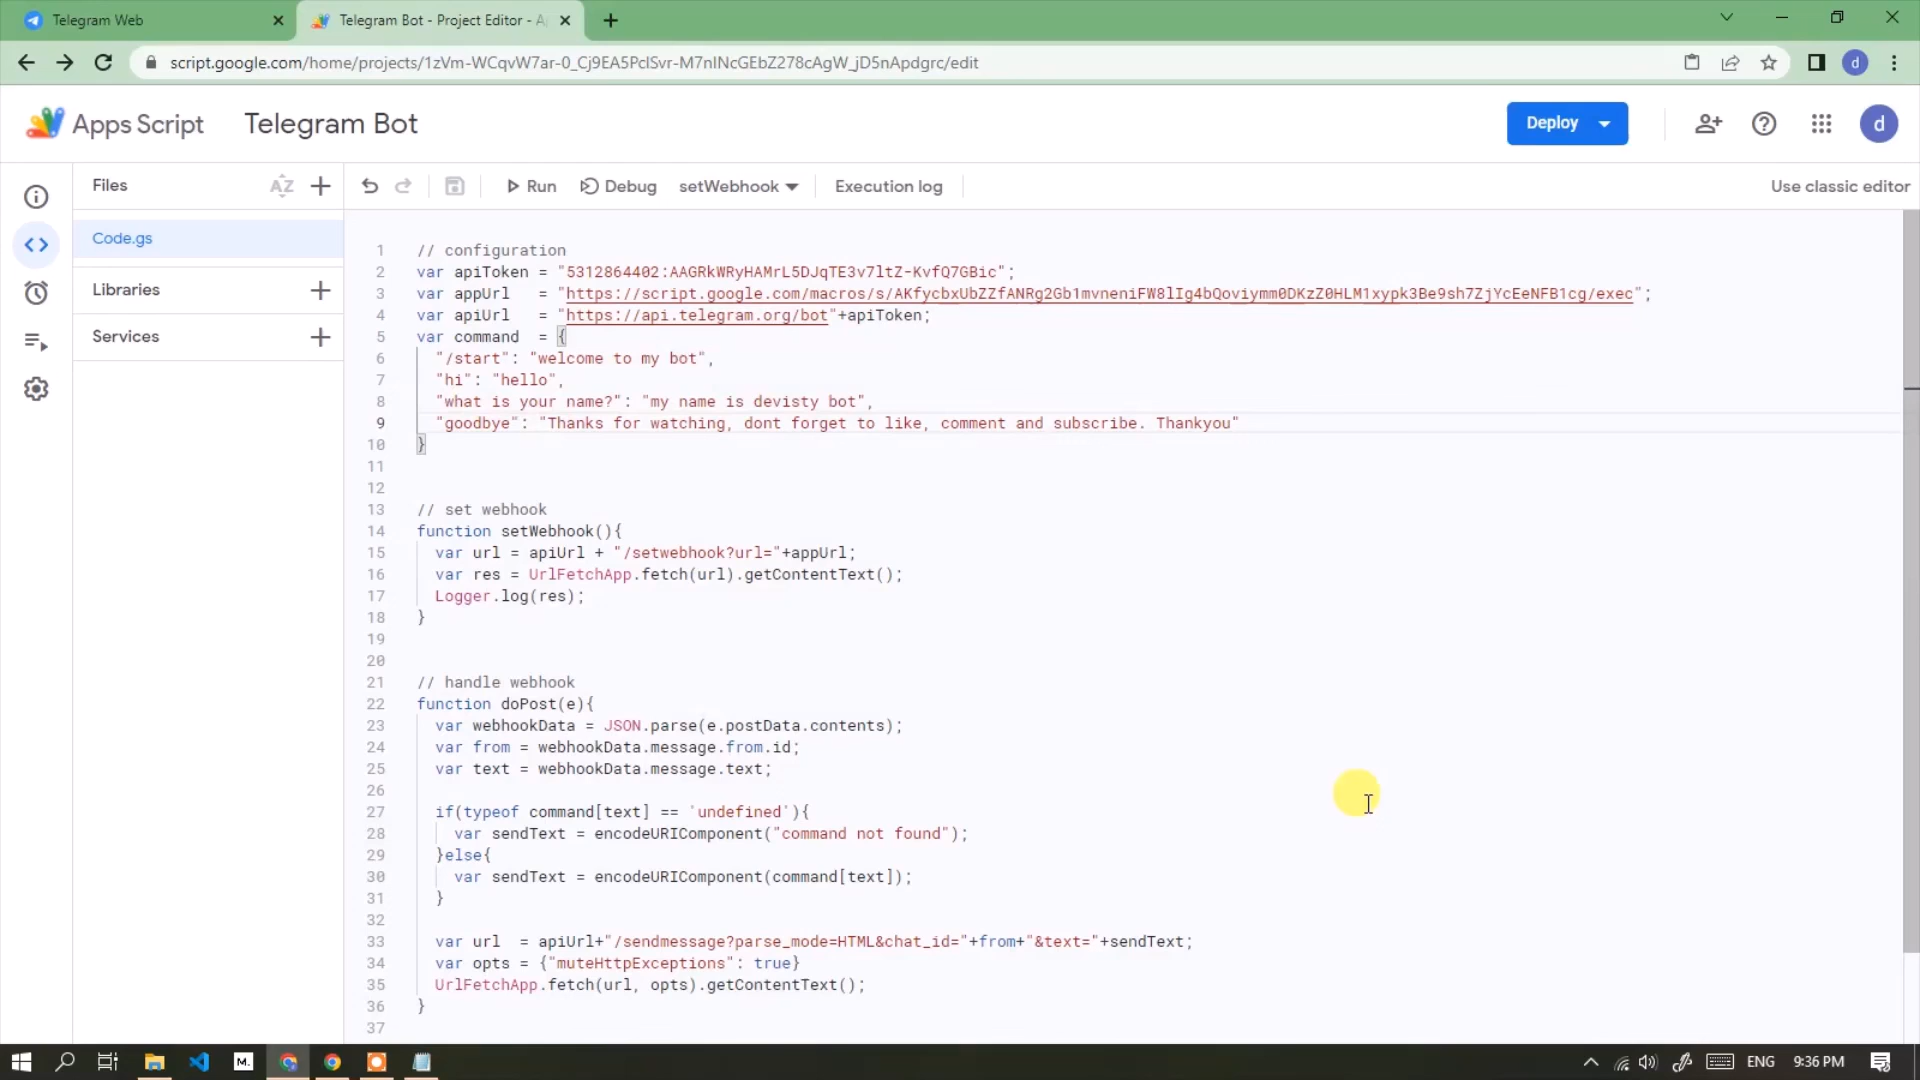 Telegram Web
Telegram Bot - Project Editor - A
script.google.com/home/projects/1zVm-WCqvW7ar-0_Cj9EA5PclSvr-M7nINcGEbZ278cAgW_jD5nApdgrc/edit
d
Apps Script
Telegram Bot
Deploy
d
Files
AZ
Run
Debug
setWebhook
Execution log
Use classic editor
Code.gs
Libraries
Services
1 // configuration
2 var apiToken = "5312864402:AAGRkWRyHAMrL5DJqTE3v7ltZ-KvfQ7GBic";
3 var appUrl   = "https://script.google.com/macros/s/AKfycbxUbZZfANRg2Gb1mvneniFW8lIg4bQoviymm0DKzZ0HLM1xypk3Be9sh7ZjYcEeNFB1cg/exec";
4 var apiUrl   = "https://api.telegram.org/bot"+apiToken;
5 var command  = {
6   "/start": "welcome to my bot",
7   "hi": "hello",
8   "what is your name?": "my name is devisty bot",
9   "goodbye": "Thanks for watching, dont forget to like, comment and subscribe. Thankyou"
10 }
11
12
13 // set webhook
14 function setWebhook(){
15   var url = apiUrl + "/setwebhook?url="+appUrl;
16   var res = UrlFetchApp.fetch(url).getContentText();
17   Logger.log(res);
18 }
19
20
21 // handle webhook
22 function doPost(e){
23   var webhookData = JSON.parse(e.postData.contents);
24   var from = webhookData.message.from.id;
25   var text = webhookData.message.text;
26
27   if(typeof command[text] == 'undefined'){
28     var sendText = encodeURIComponent("command not found");
29   }else{
30     var sendText = encodeURIComponent(command[text]);
31   }
32
33   var url  = apiUrl+"/sendmessage?parse_mode=HTML&chat_id="+from+"&text="+sendText;
34   var opts = {"muteHttpExceptions": true}
35   UrlFetchApp.fetch(url, opts).getContentText();
36 }
37
M.
ENG
9:36 PM